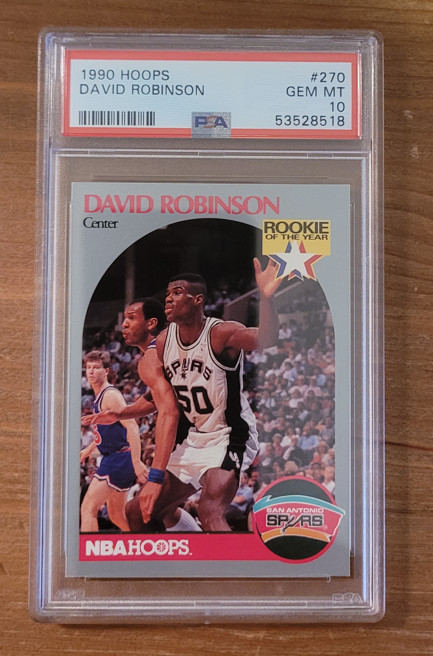 1990 HOOPS #270
DAVID ROBINSON GEM MT
10
PSA 53528518
DAVID ROBINSON
Center
ROOKIE
OF THE YEAR
SPURS
50
SAN ANTONIO
SPURS
NBA HOOPS
PSA